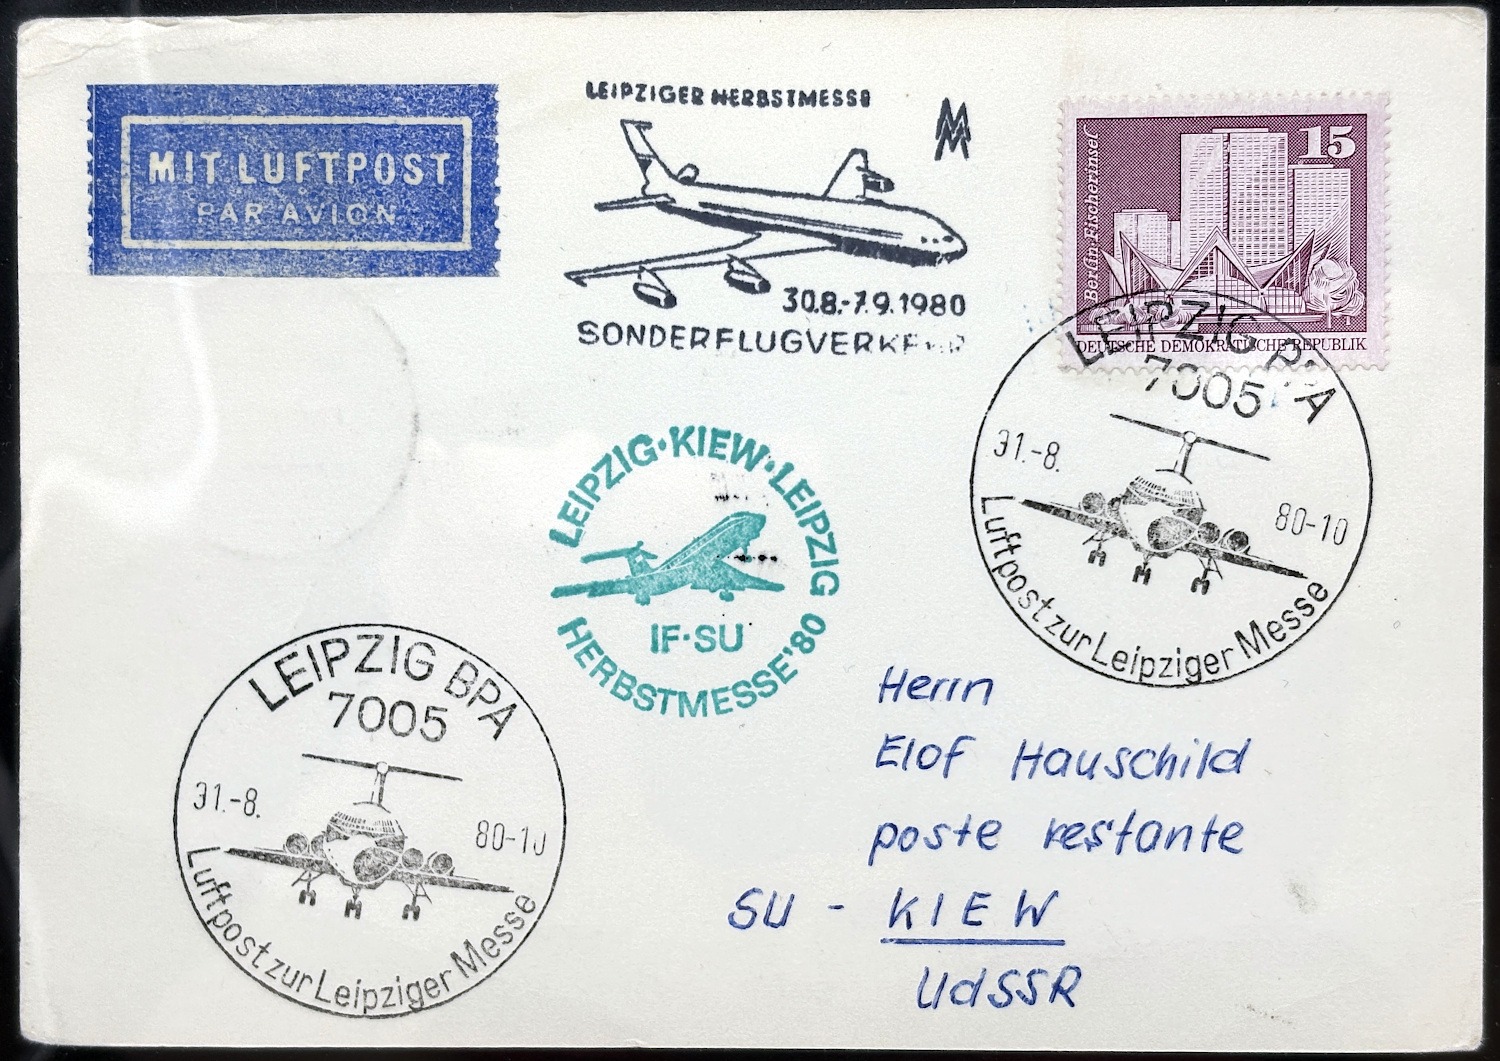 MIT LUFTPOST
PAR AVION
LEIPZIGER HERBSTMESSE
MM
30.8.-7.9.1980
SONDERFLUGVERKEHR
15
Berlin, Fischerinsel
DEUTSCHE DEMOKRATISCHE REPUBLIK
LEIPZIG BPA
7005
31.-8.
80-10
Luftpost zur Leipziger Messe
LEIPZIG·KIEW·LEIPZIG
IF·SU
HERBSTMESSE'80
LEIPZIG BPA
7005
31.-8.
80-10
Luftpost zur Leipziger Messe
Herrn
Elof Hauschild
poste restante
SU - KIEW
UdSSR